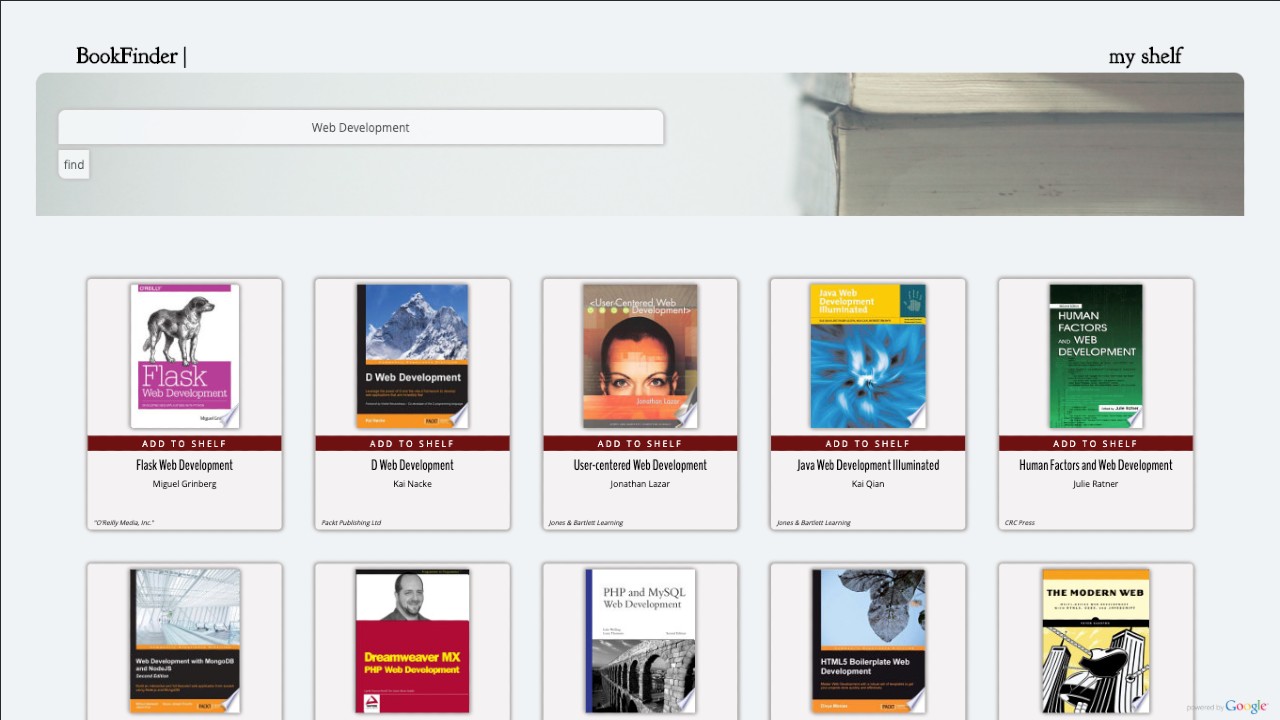 BookFinder |
my shelf
Web Development
find
O'REILLY
Flask
Web Development
D Web Development
Kai Nacke
PACKT
<User-Centered Web
Development>
Jonathan Lazar
Java Web
Development
Illuminated
HUMAN
FACTORS
AND WEB
DEVELOPMENT
Edited by Julie Ratner
ADD TO SHELF
ADD TO SHELF
ADD TO SHELF
ADD TO SHELF
ADD TO SHELF
Flask Web Development
D Web Development
User-centered Web Development
Java Web Development Illuminated
Human Factors and Web Development
Miguel Grinberg
Kai Nacke
Jonathan Lazar
Kai Qian
Julie Ratner
"O'Reilly Media, Inc."
Packt Publishing Ltd
Jones & Bartlett Learning
Jones & Bartlett Learning
CRC Press
Web Development with MongoDB
and NodeJS
Second Edition
Dreamweaver MX
PHP Web Development
PHP and MySQL
Web Development
Second Edition
HTML5 Boilerplate Web
Development
THE MODERN WEB
powered by Google